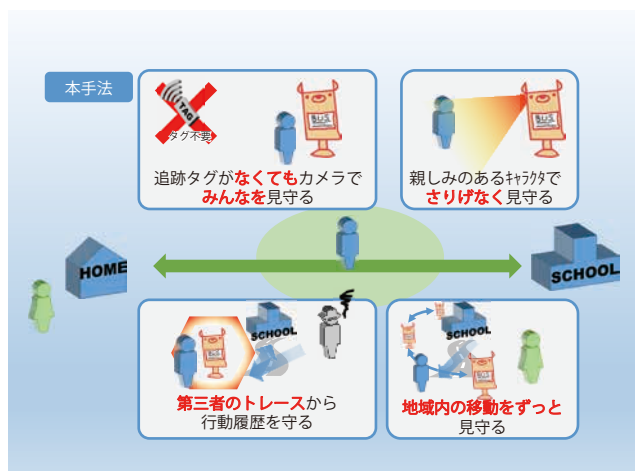 本手法
TAG
タグ不要
BUS
追跡タグがなくてもカメラで
みんなを見守る
BUS
親しみのあるキャラクタで
さりげなく見守る
HOME
SCHOOL
SCHOOL
BUS
第三者のトレースから
行動履歴を守る
SCHOOL
BUS
地域内の移動をずっと
見守る